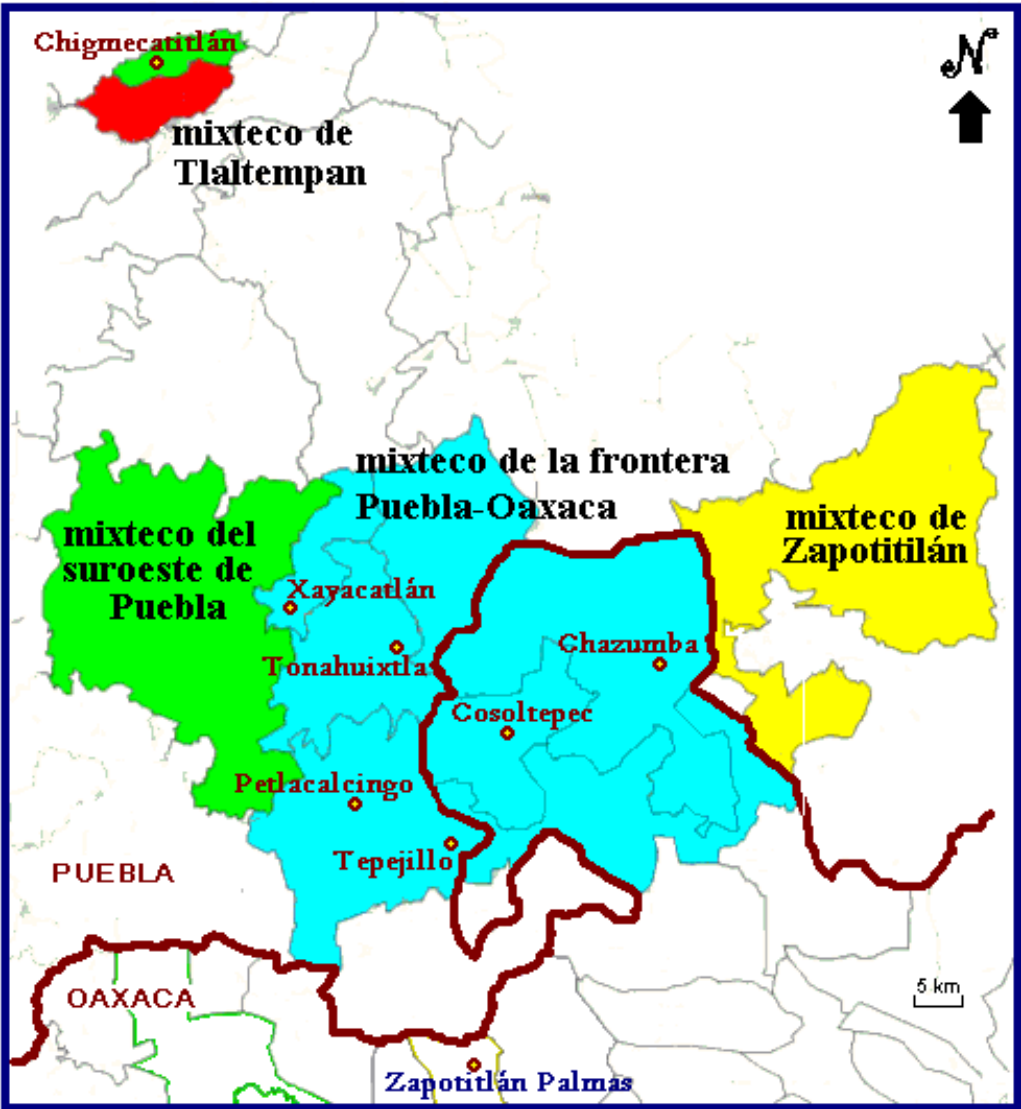 Chigmecatitlán
N
mixteco de
Tlaltempan
mixteco de la frontera
Puebla-Oaxaca
mixteco del
suroeste de
Puebla
mixteco de
Zapotitilán
Xayacatlán
Tonahuixtla
Chazumba
Cosoltepec
Petlacalcingo
Tepejillo
PUEBLA
OAXACA
5 km
Zapotitlán Palmas